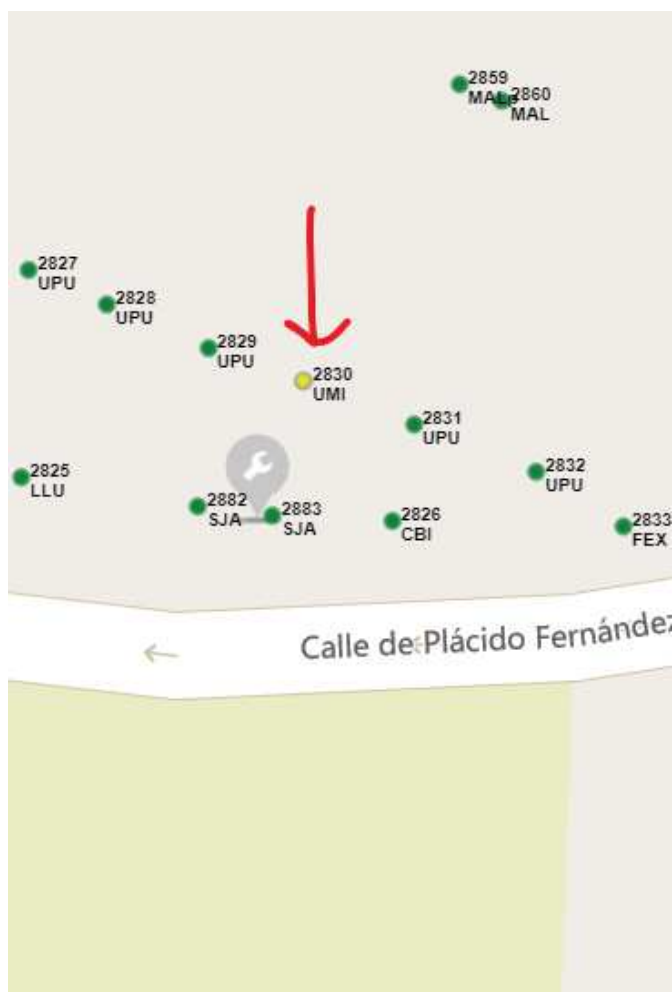 2859
MAL
2860
MAL
2827
UPU
2828
UPU
2829
UPU
2830
UMI
2831
UPU
2832
UPU
2825
LLU
2882
SJA
2883
SJA
2826
CBI
2833
FEX
Calle de Plácido Fernández